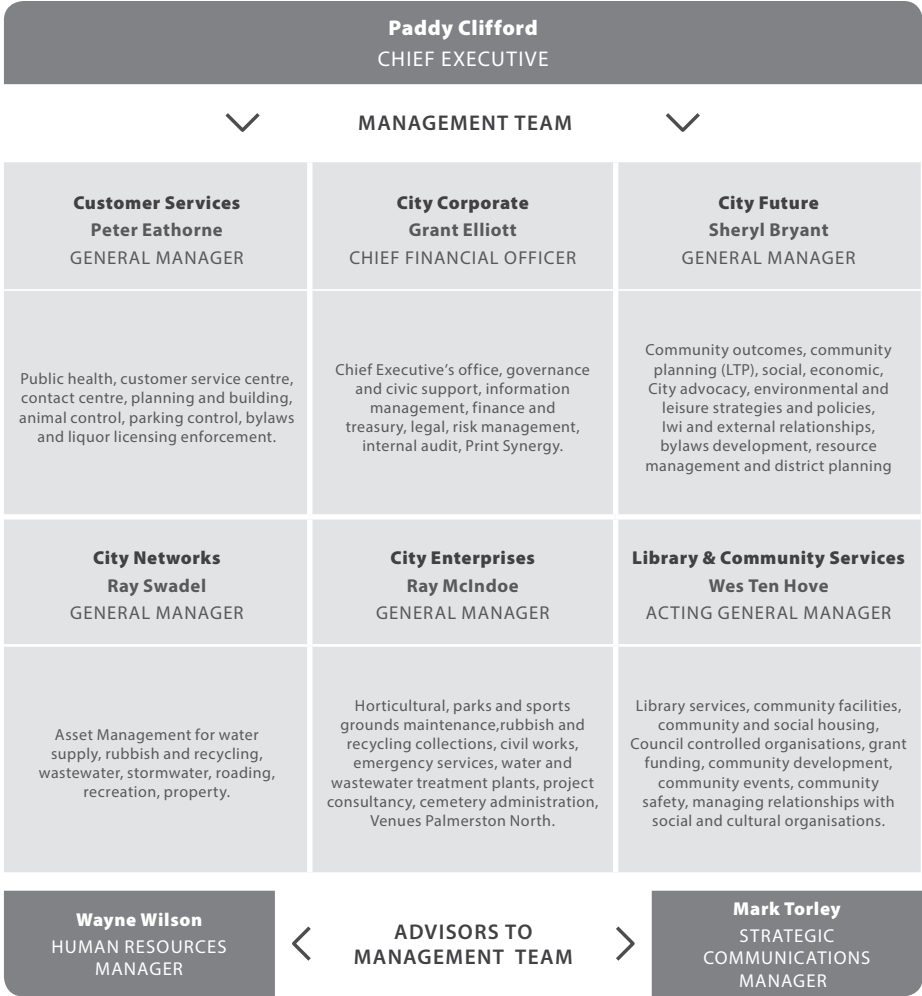 Paddy Clifford
CHIEF EXECUTIVE
MANAGEMENT TEAM
Customer Services
Peter Eathorne
GENERAL MANAGER
City Corporate
Grant Elliott
CHIEF FINANCIAL OFFICER
City Future
Sheryl Bryant
GENERAL MANAGER
Public health, customer service centre,
contact centre, planning and building,
animal control, parking control, bylaws
and liquor licensing enforcement.
Chief Executive's office, governance
and civic support, information
management, finance and
treasury, legal, risk management,
internal audit, Print Synergy.
Community outcomes, community
planning (LTP), social, economic,
City advocacy, environmental and
leisure strategies and policies,
Iwi and external relationships,
bylaws development, resource
management and district planning
City Networks
Ray Swadel
GENERAL MANAGER
City Enterprises
Ray McIndoe
GENERAL MANAGER
Library & Community Services
Wes Ten Hove
ACTING GENERAL MANAGER
Asset Management for water
supply, rubbish and recycling,
wastewater, stormwater, roading,
recreation, property.
Horticultural, parks and sports
grounds maintenance,rubbish and
recycling collections, civil works,
emergency services, water and
wastewater treatment plants, project
consultancy, cemetery administration,
Venues Palmerston North.
Library services, community facilities,
community and social housing,
Council controlled organisations, grant
funding, community development,
community events, community
safety, managing relationships with
social and cultural organisations.
Wayne Wilson
HUMAN RESOURCES
MANAGER
ADVISORS TO
MANAGEMENT TEAM
Mark Torley
STRATEGIC
COMMUNICATIONS
MANAGER